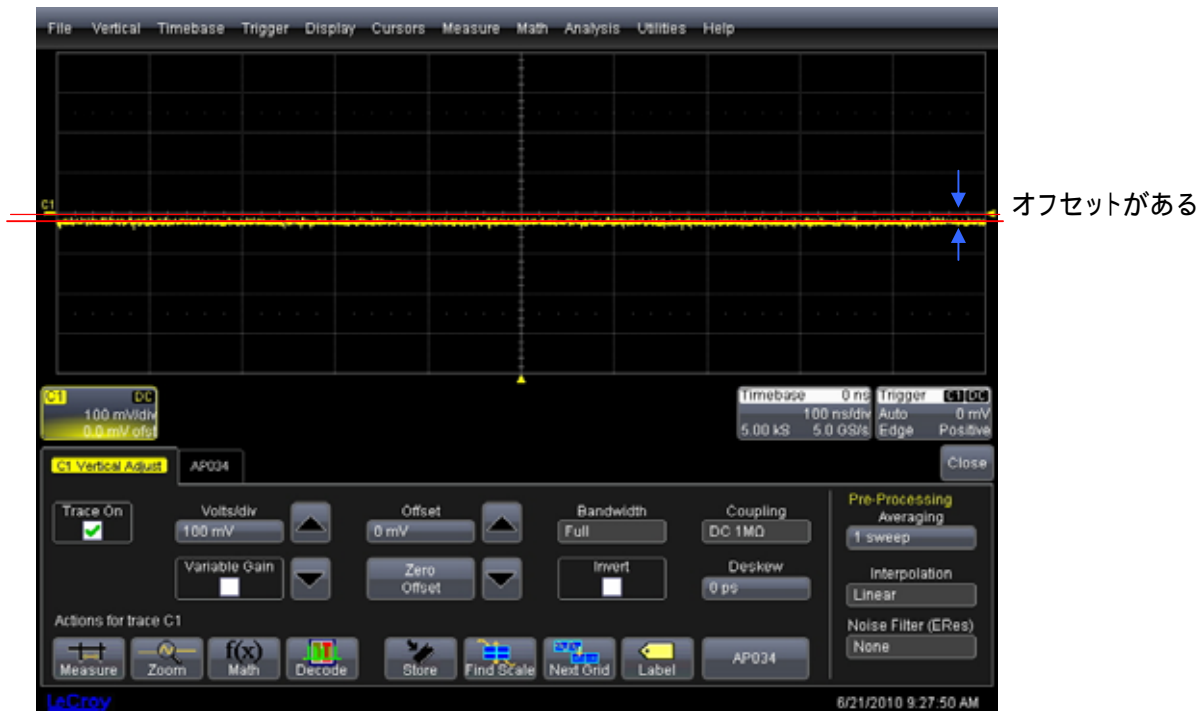 File Vertical Timebase Trigger Display Cursors Measure Math Analysis Utilities Help
C1
オフセットがある
C1 DC
100 mV/div
0.0 mV ofst
Timebase 0 ns
100 ns/div
5.00 kS 5.0 GS/s
Trigger C1 DC
Auto 0 mV
Edge Positive
C1 Vertical Adjust AP034 Close
Trace On
Volts/div
100 mV
Variable Gain
Offset
0 mV
Zero
Offset
Bandwidth
Full
Invert
Coupling
DC 1MΩ
Deskew
0 ps
Pre-Processing
Averaging
1 sweep
Interpolation
Linear
Noise Filter (ERes)
None
Actions for trace C1
Measure
Zoom
f(x)
Math
Decode
Store
Find Scale
Next Grid
Label
AP034
LeCroy 6/21/2010 9:27:50 AM